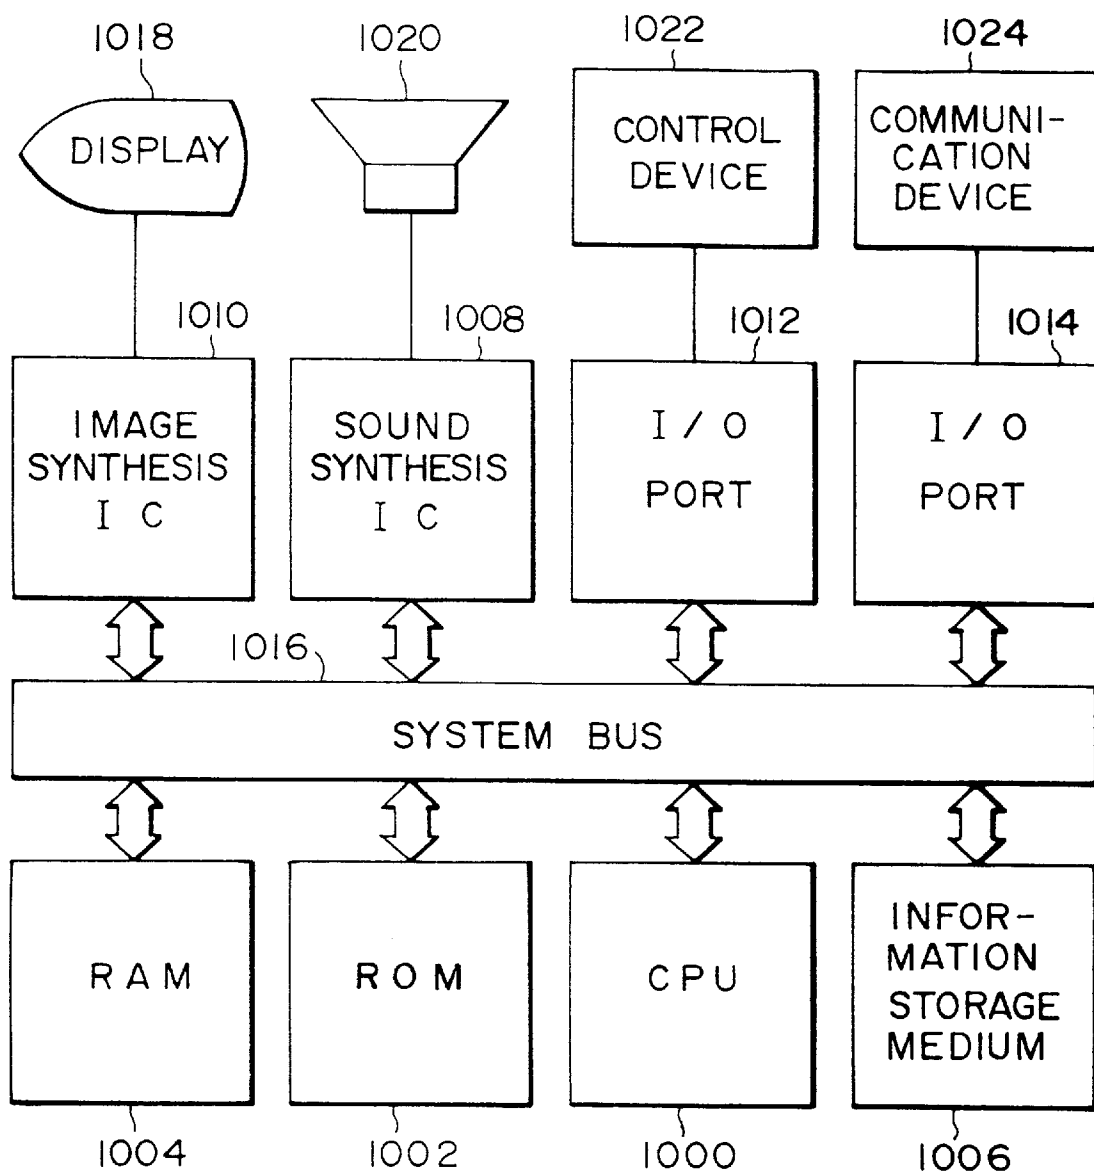 1018
1020
1022
1024
DISPLAY
CONTROL
DEVICE
COMMUNI-
CATION
DEVICE
1010
1008
1012
1014
IMAGE
SYNTHESIS
I C
SOUND
SYNTHESIS
I C
I / O
PORT
I / O
PORT
1016
SYSTEM BUS
RAM
ROM
CPU
INFOR-
MATION
STORAGE
MEDIUM
1004
1002
1000
1006